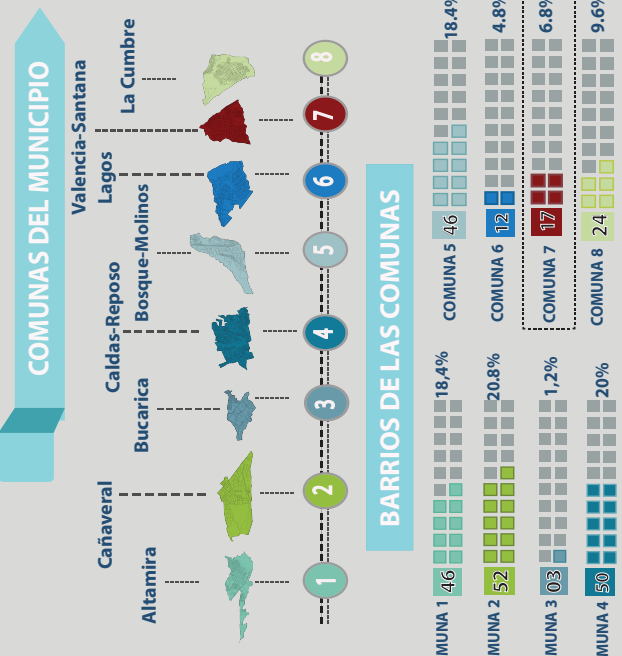 COMUNAS DEL MUNICIPIO
Altamira
Cañaveral
Bucarica
Caldas-Reposo
Bosque-Molinos
Lagos
Valencia-Santana
La Cumbre
1
2
3
4
5
6
7
8
BARRIOS DE LAS COMUNAS
MUNA 1 46 18,4%
MUNA 2 52 20.8%
MUNA 3 03 1,2%
MUNA 4 50 20%
COMUNA 5 46 18.4%
COMUNA 6 12 4.8%
COMUNA 7 17 6.8%
COMUNA 8 24 9.6%